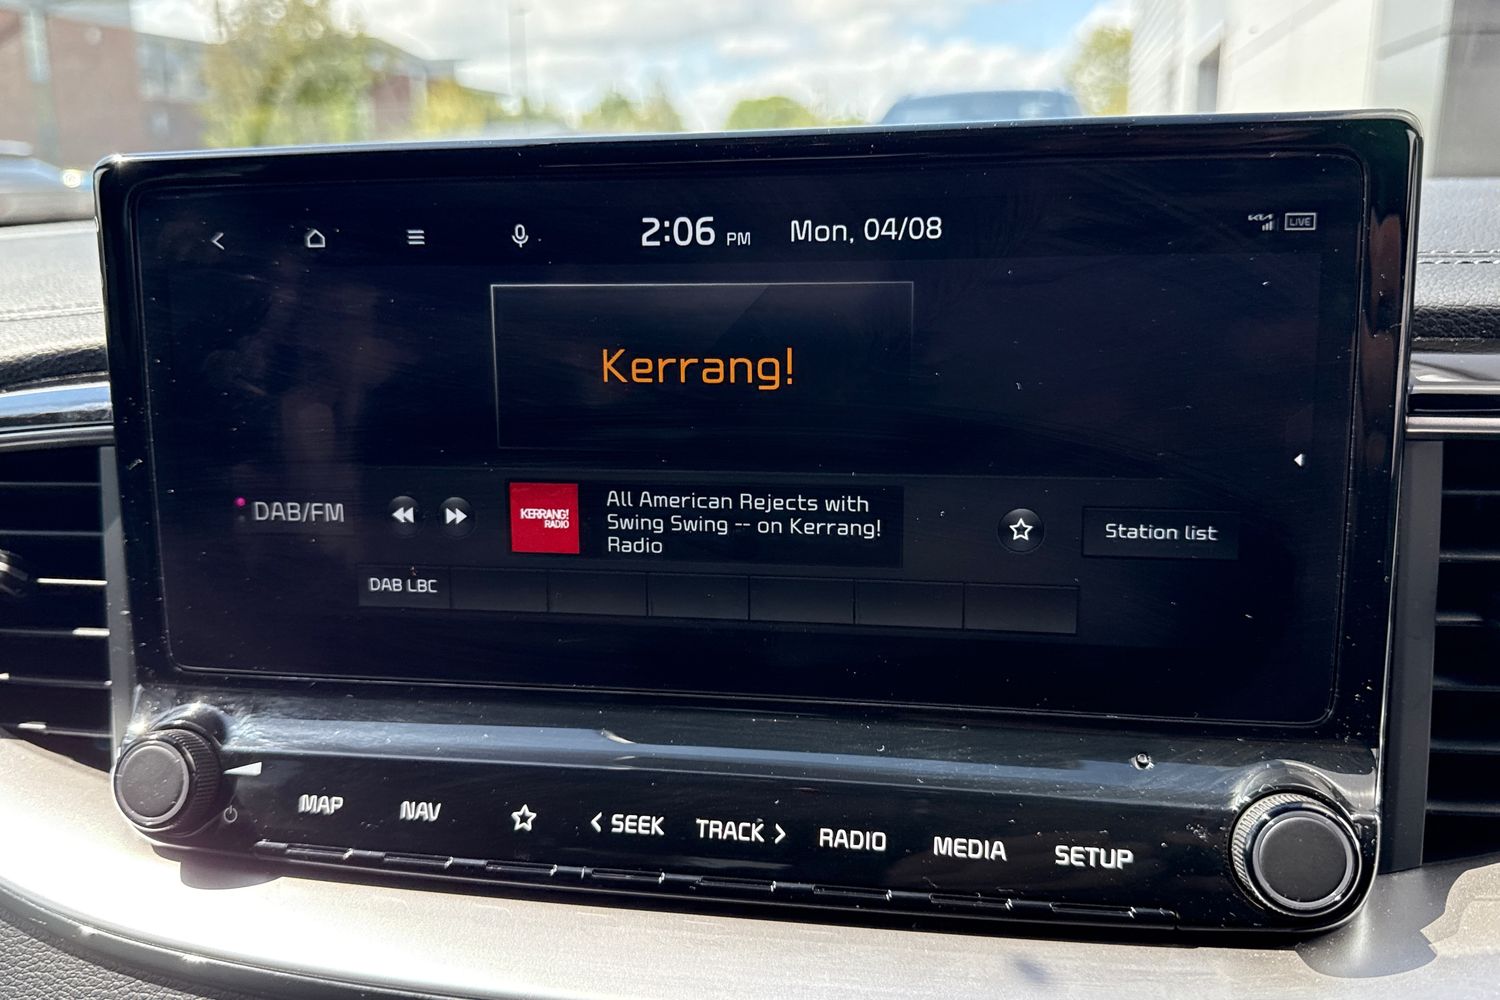 2:06 PM Mon, 04/08
KIA LIVE
Kerrang!
DAB/FM
KERRANG!
RADIO
All American Rejects with
Swing Swing -- on Kerrang!
Radio
Station list
DAB LBC
MAP NAV < SEEK TRACK > RADIO MEDIA SETUP